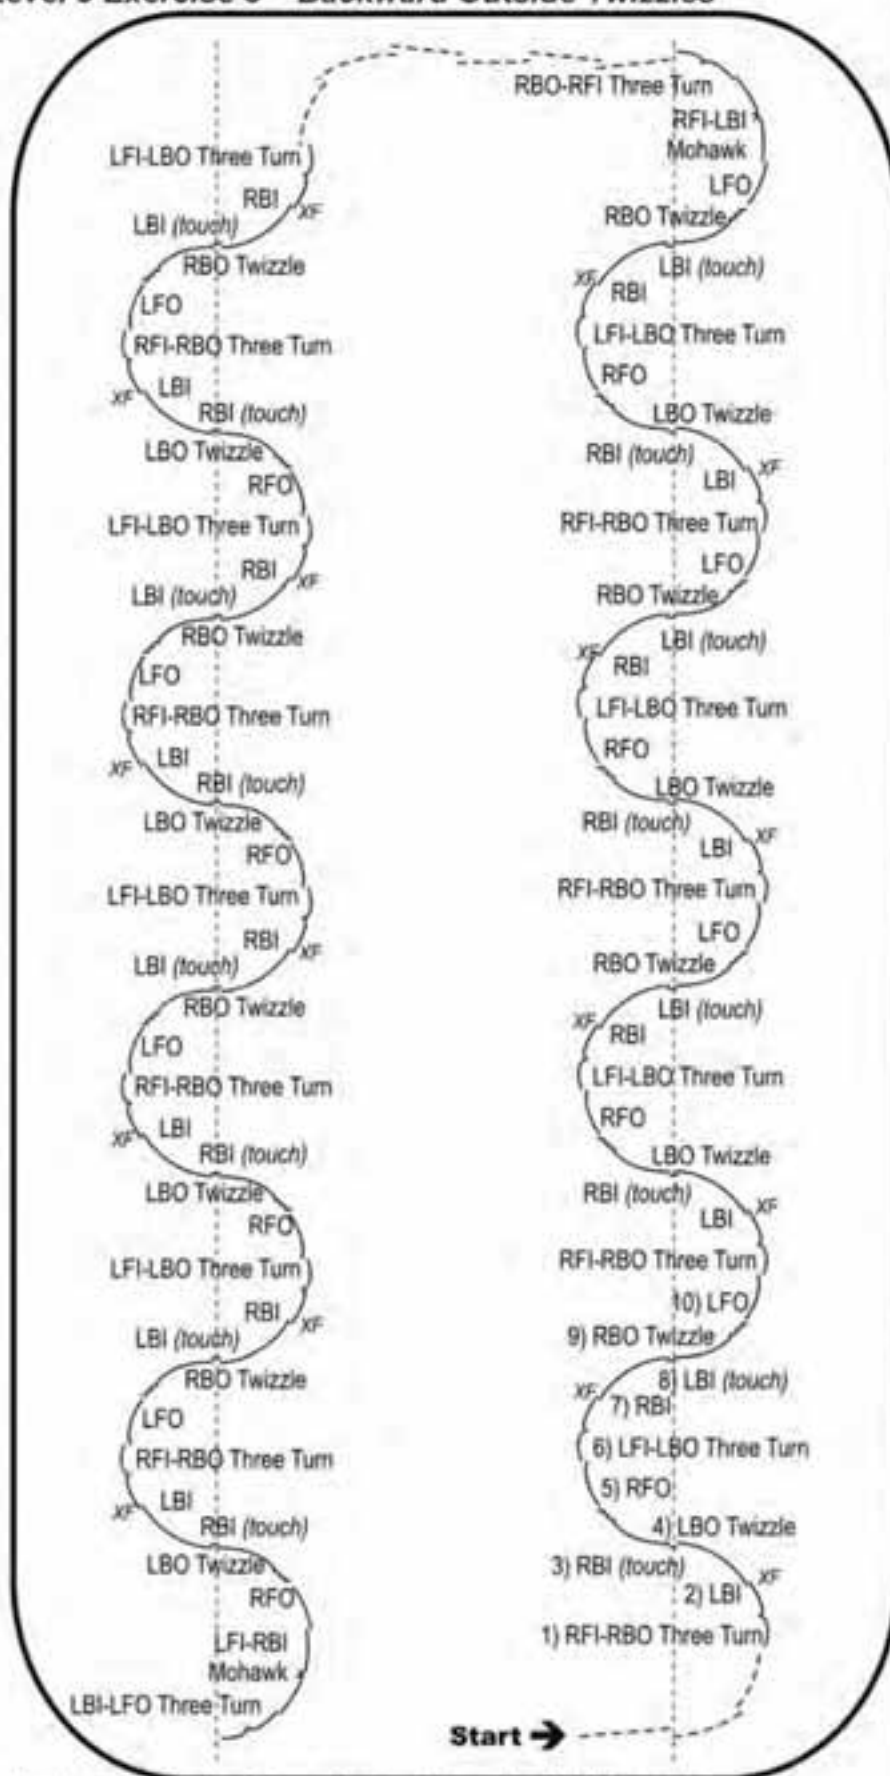 Exercise – Backward Outside Twizzles
LFI-LBO Three Turn
RBI
XF
LBI (touch)
RBO Twizzle
LFO
RFI-RBO Three Turn
LBI
XF
RBI (touch)
LBO Twizzle
RFO
LFI-LBO Three Turn
RBI
XF
LBI (touch)
RBO Twizzle
LFO
RFI-RBO Three Turn
LBI
XF
RBI (touch)
LBO Twizzle
RFO
LFI-LBO Three Turn
RBI
XF
LBI (touch)
RBO Twizzle
LFO
RFI-RBO Three Turn
LBI
XF
RBI (touch)
LBO Twizzle
RFO
LFI-LBO Three Turn
RBI
XF
LBI (touch)
RBO Twizzle
LFO
RFI-RBO Three Turn
LBI
XF
RBI (touch)
LBO Twizzle
RFO
LFI-RBI
Mohawk
LBI-LFO Three Turn
RBO-RFI Three Turn
RFI-LBI
Mohawk
LFO
RBO Twizzle
LBI (touch)
XF
RBI
LFI-LBO Three Turn
RFO
LBO Twizzle
RBI (touch)
XF
LBI
RFI-RBO Three Turn
LFO
RBO Twizzle
LBI (touch)
XF
RBI
LFI-LBO Three Turn
RFO
LBO Twizzle
RBI (touch)
XF
LBI
RFI-RBO Three Turn
LFO
RBO Twizzle
LBI (touch)
XF
RBI
LFI-LBO Three Turn
RFO
LBO Twizzle
RBI (touch)
XF
LBI
RFI-RBO Three Turn
10) LFO
9) RBO Twizzle
8) LBI (touch)
XF
7) RBI
6) LFI-LBO Three Turn
5) RFO
4) LBO Twizzle
3) RBI (touch)
XF
2) LBI
1) RFI-RBO Three Turn
Start →